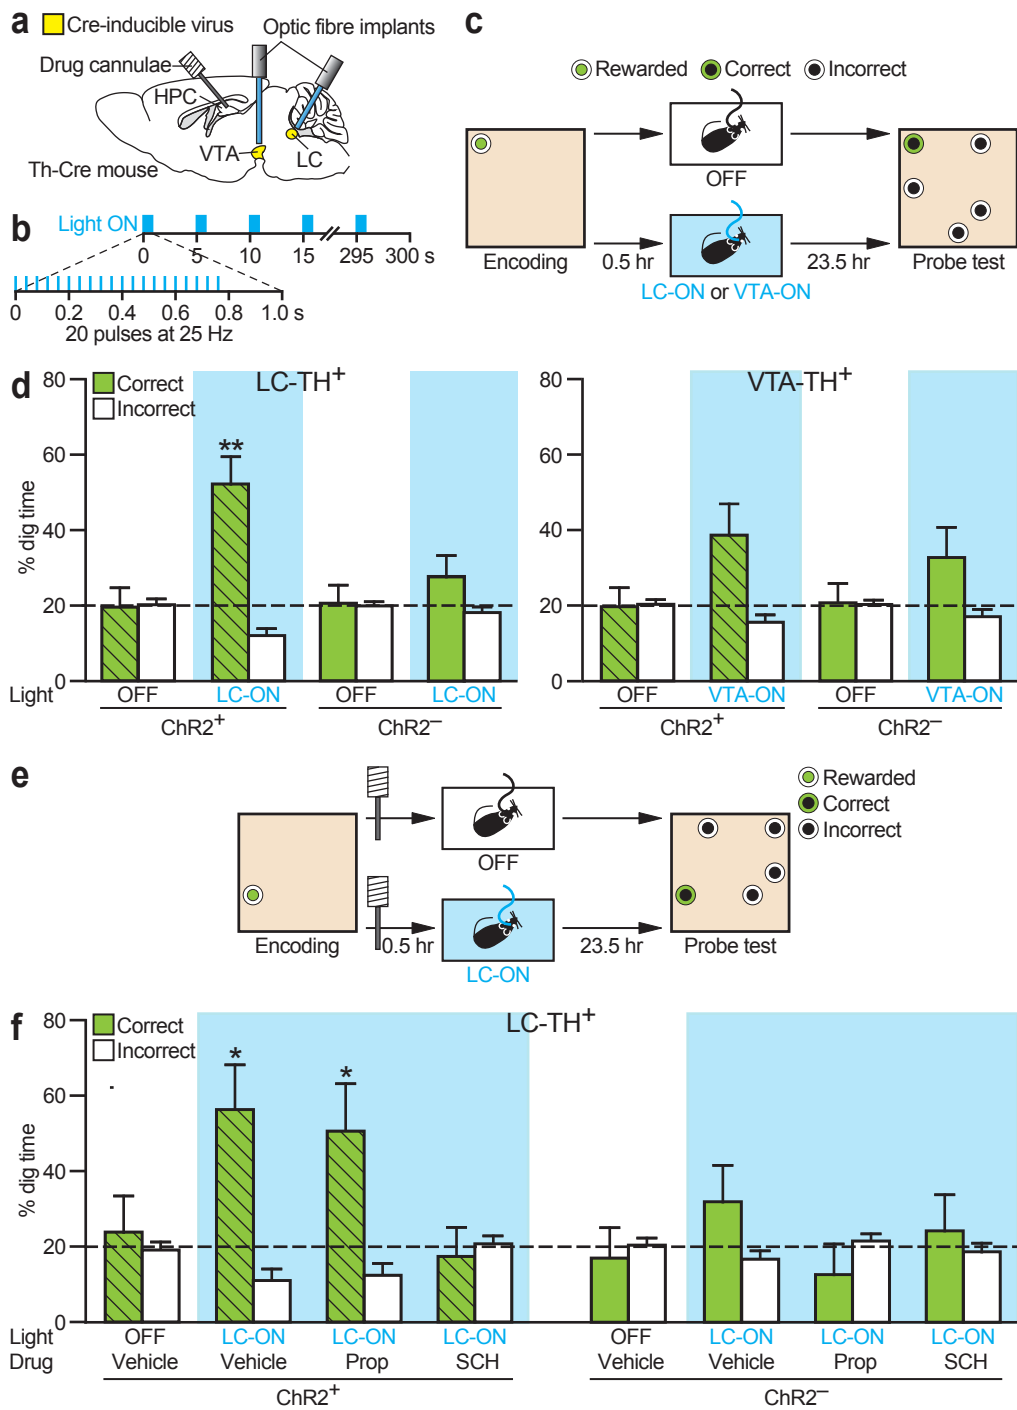 a Cre-inducible virus Optic fibre implants
Drug cannulae
HPC
VTA LC
Th-Cre mouse
b Light ON
0 5 10 15 295 300 s
0 0.2 0.4 0.6 0.8 1.0 s
20 pulses at 25 Hz
c
Rewarded Correct Incorrect
OFF
Encoding 0.5 hr 23.5 hr Probe test
LC-ON or VTA-ON
d
Correct
Incorrect
LC-TH+
% dig time
80
60
40
20
0
**
Light OFF LC-ON OFF LC-ON
ChR2+ ChR2−
VTA-TH+
80
60
40
20
0
OFF VTA-ON OFF VTA-ON
ChR2+ ChR2−
e
Rewarded
Correct
Incorrect
OFF
Encoding 0.5 hr 23.5 hr Probe test
LC-ON
f
Correct
Incorrect
LC-TH+
% dig time
80
60
40
20
0
* *
Light OFF LC-ON LC-ON LC-ON OFF LC-ON LC-ON LC-ON
Drug Vehicle Vehicle Prop SCH Vehicle Vehicle Prop SCH
ChR2+ ChR2−